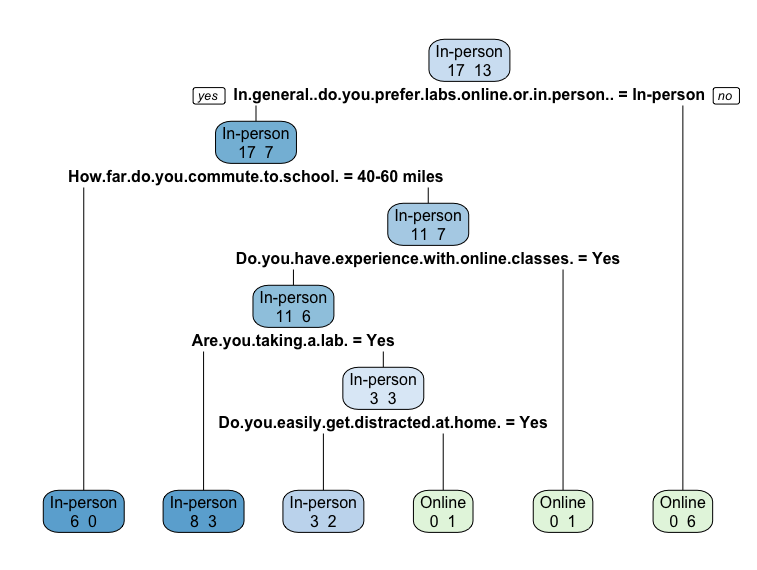 In-person
17 13
yes In.general..do.you.prefer.labs.online.or.in.person.. = In-person no
In-person
17 7
How.far.do.you.commute.to.school. = 40-60 miles
In-person
11 7
Do.you.have.experience.with.online.classes. = Yes
In-person
11 6
Are.you.taking.a.lab. = Yes
In-person
3 3
Do.you.easily.get.distracted.at.home. = Yes
In-person In-person In-person Online Online Online
6 0 8 3 3 2 0 1 0 1 0 6